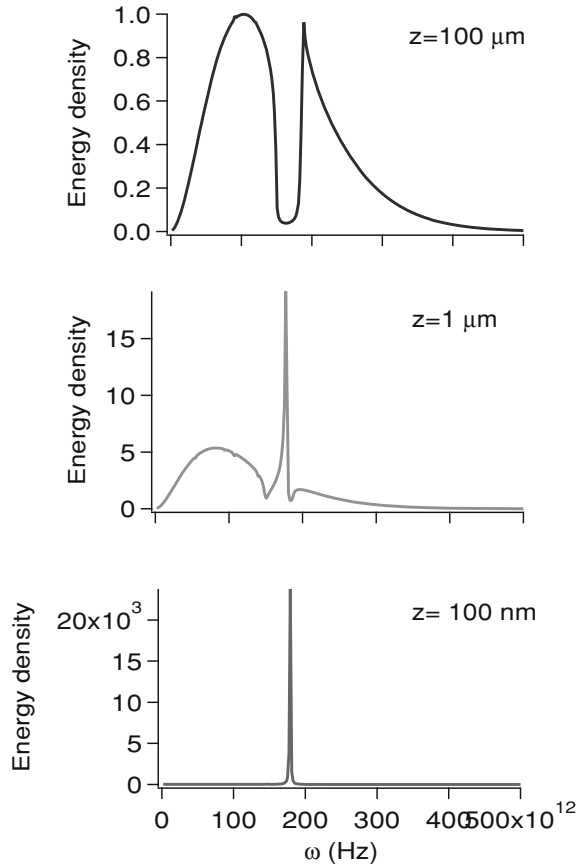 z=100 μm
Energy density
1.0
0.8
0.6
0.4
0.2
0.0
z=1 μm
Energy density
15
10
5
0
z= 100 nm
Energy density
20x10³
15
10
5
0
0 100 200 300 400 500x10¹²
ω (Hz)